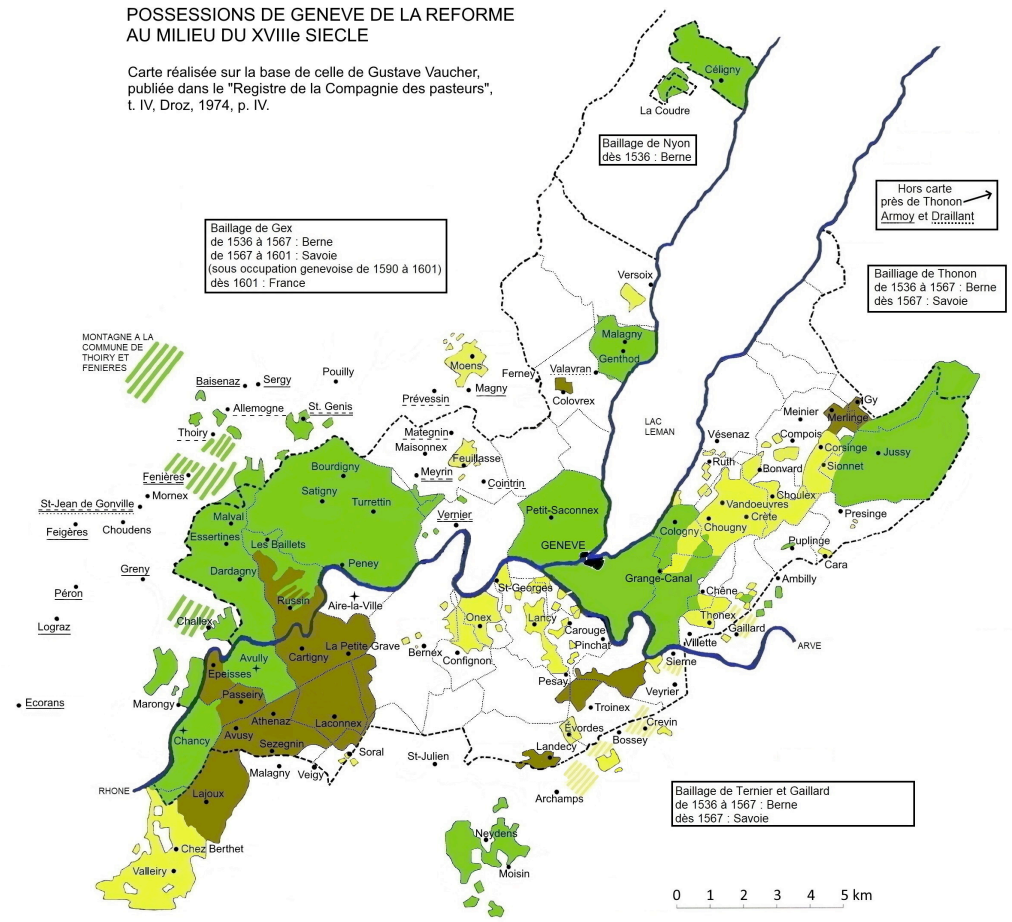 POSSESSIONS DE GENEVE DE LA REFORME
AU MILIEU DU XVIIIe SIECLE
Carte réalisée sur la base de celle de Gustave Vaucher,
publiée dans le "Registre de la Compagnie des pasteurs",
t. IV, Droz, 1974, p. IV.
Céligny
La Coudre
Baillage de Nyon
dès 1536 : Berne
Hors carte
près de Thonon
Armoy et Draillant
Baillage de Gex
de 1536 à 1567 : Berne
de 1567 à 1601 : Savoie
(sous occupation genevoise de 1590 à 1601)
dès 1601 : France
Bailliage de Thonon
de 1536 à 1567 : Berne
dès 1567 : Savoie
Versoix
MONTAGNE A LA
COMMUNE DE
THOIRY ET
FENIERES
Malagny
Genthod
Moens
Valavran
Ferney
Colovrex
Magny
Prévessin
Pouilly
Baisenaz
Sergy
Allemogne
St. Genis
Thoiry
Mategnin
Maisonnex
Feuillasse
Meyrin
Cointrin
LAC
LEMAN
Gy
Merlinge
Meinier
Compois
Vésenaz
Corsinge
Jussy
Ruth
Bonvard
Sionnet
Bourdigny
Fenières
Mornex
Satigny
Turrettin
St-Jean de Gonville
Choudens
Feigères
Malval
Essertines
Les Baillets
Vernier
Petit-Saconnex
GENEVE
Cologny
Vandoeuvres
Choulex
Crête
Chougny
Presinge
Puplinge
Cara
Ambilly
Greny
Dardagny
Peney
Grange-Canal
Chêne
Péron
Russin
Aire-la-Ville
St-Georges
Thonex
Gaillard
Lograz
Challex
Onex
Lancy
Carouge
Pinchat
Villette
ARVE
Avully
Cartigny
La Petite Grave
Bernex
Confignon
Sierne
Epeisses
Pesay
Veyrier
Ecorans
Marongy
Passeiry
Athenaz
Laconnex
Troinex
Chancy
Avusy
Sezegnin
Évordes
Crevin
Bossey
Landecy
Soral
St-Julien
Malagny
Veigy
RHONE
Lajoux
Archamps
Baillage de Ternier et Gaillard
de 1536 à 1567 : Berne
dès 1567 : Savoie
Neydens
Chez Berthet
Valleiry
Moisin
0 1 2 3 4 5 km